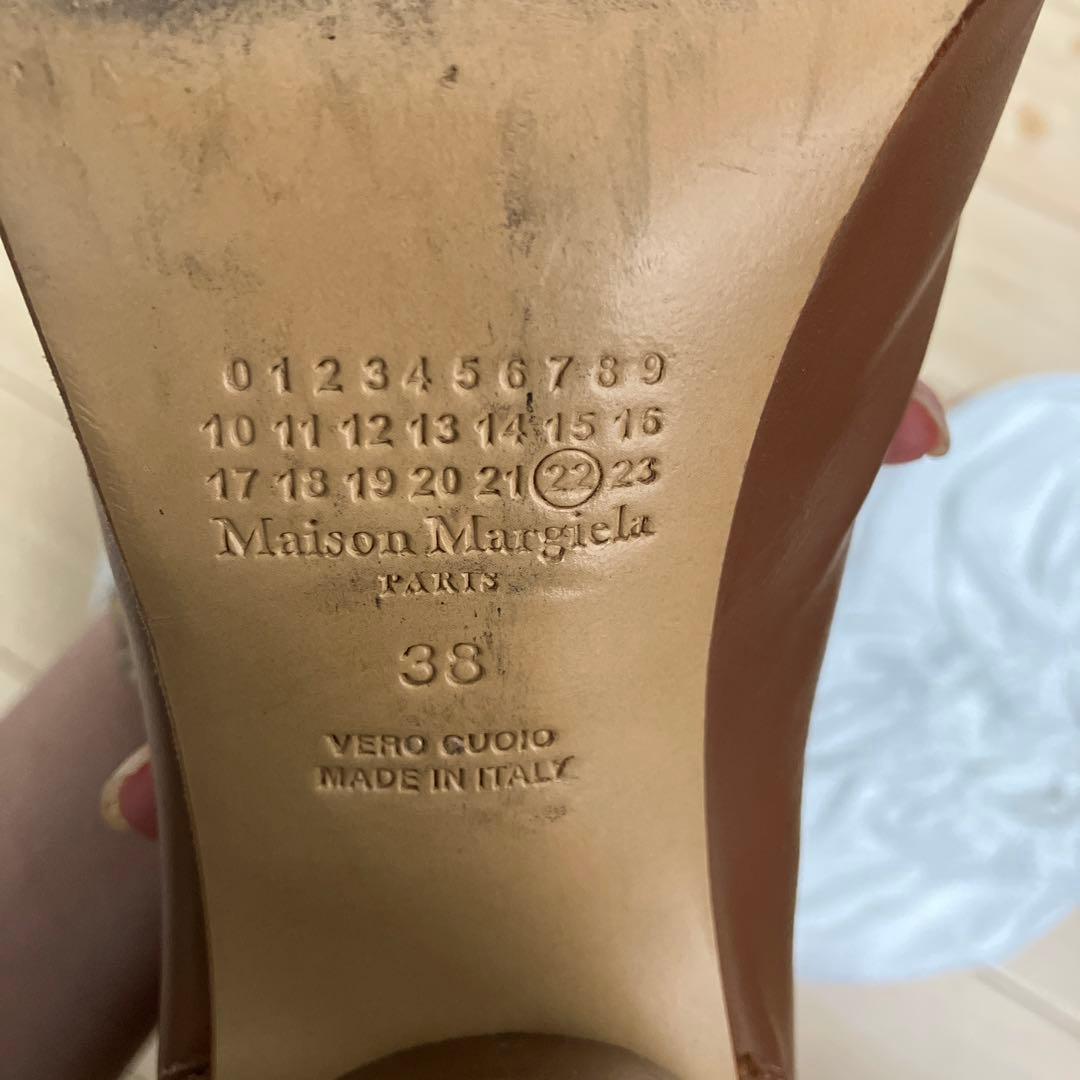 0 1 2 3 4 5 6 7 8 9
10 11 12 13 14 15 16
17 18 19 20 21 22 23
Maison Margiela
PARIS
38
VERO CUOIO
MADE IN ITALY